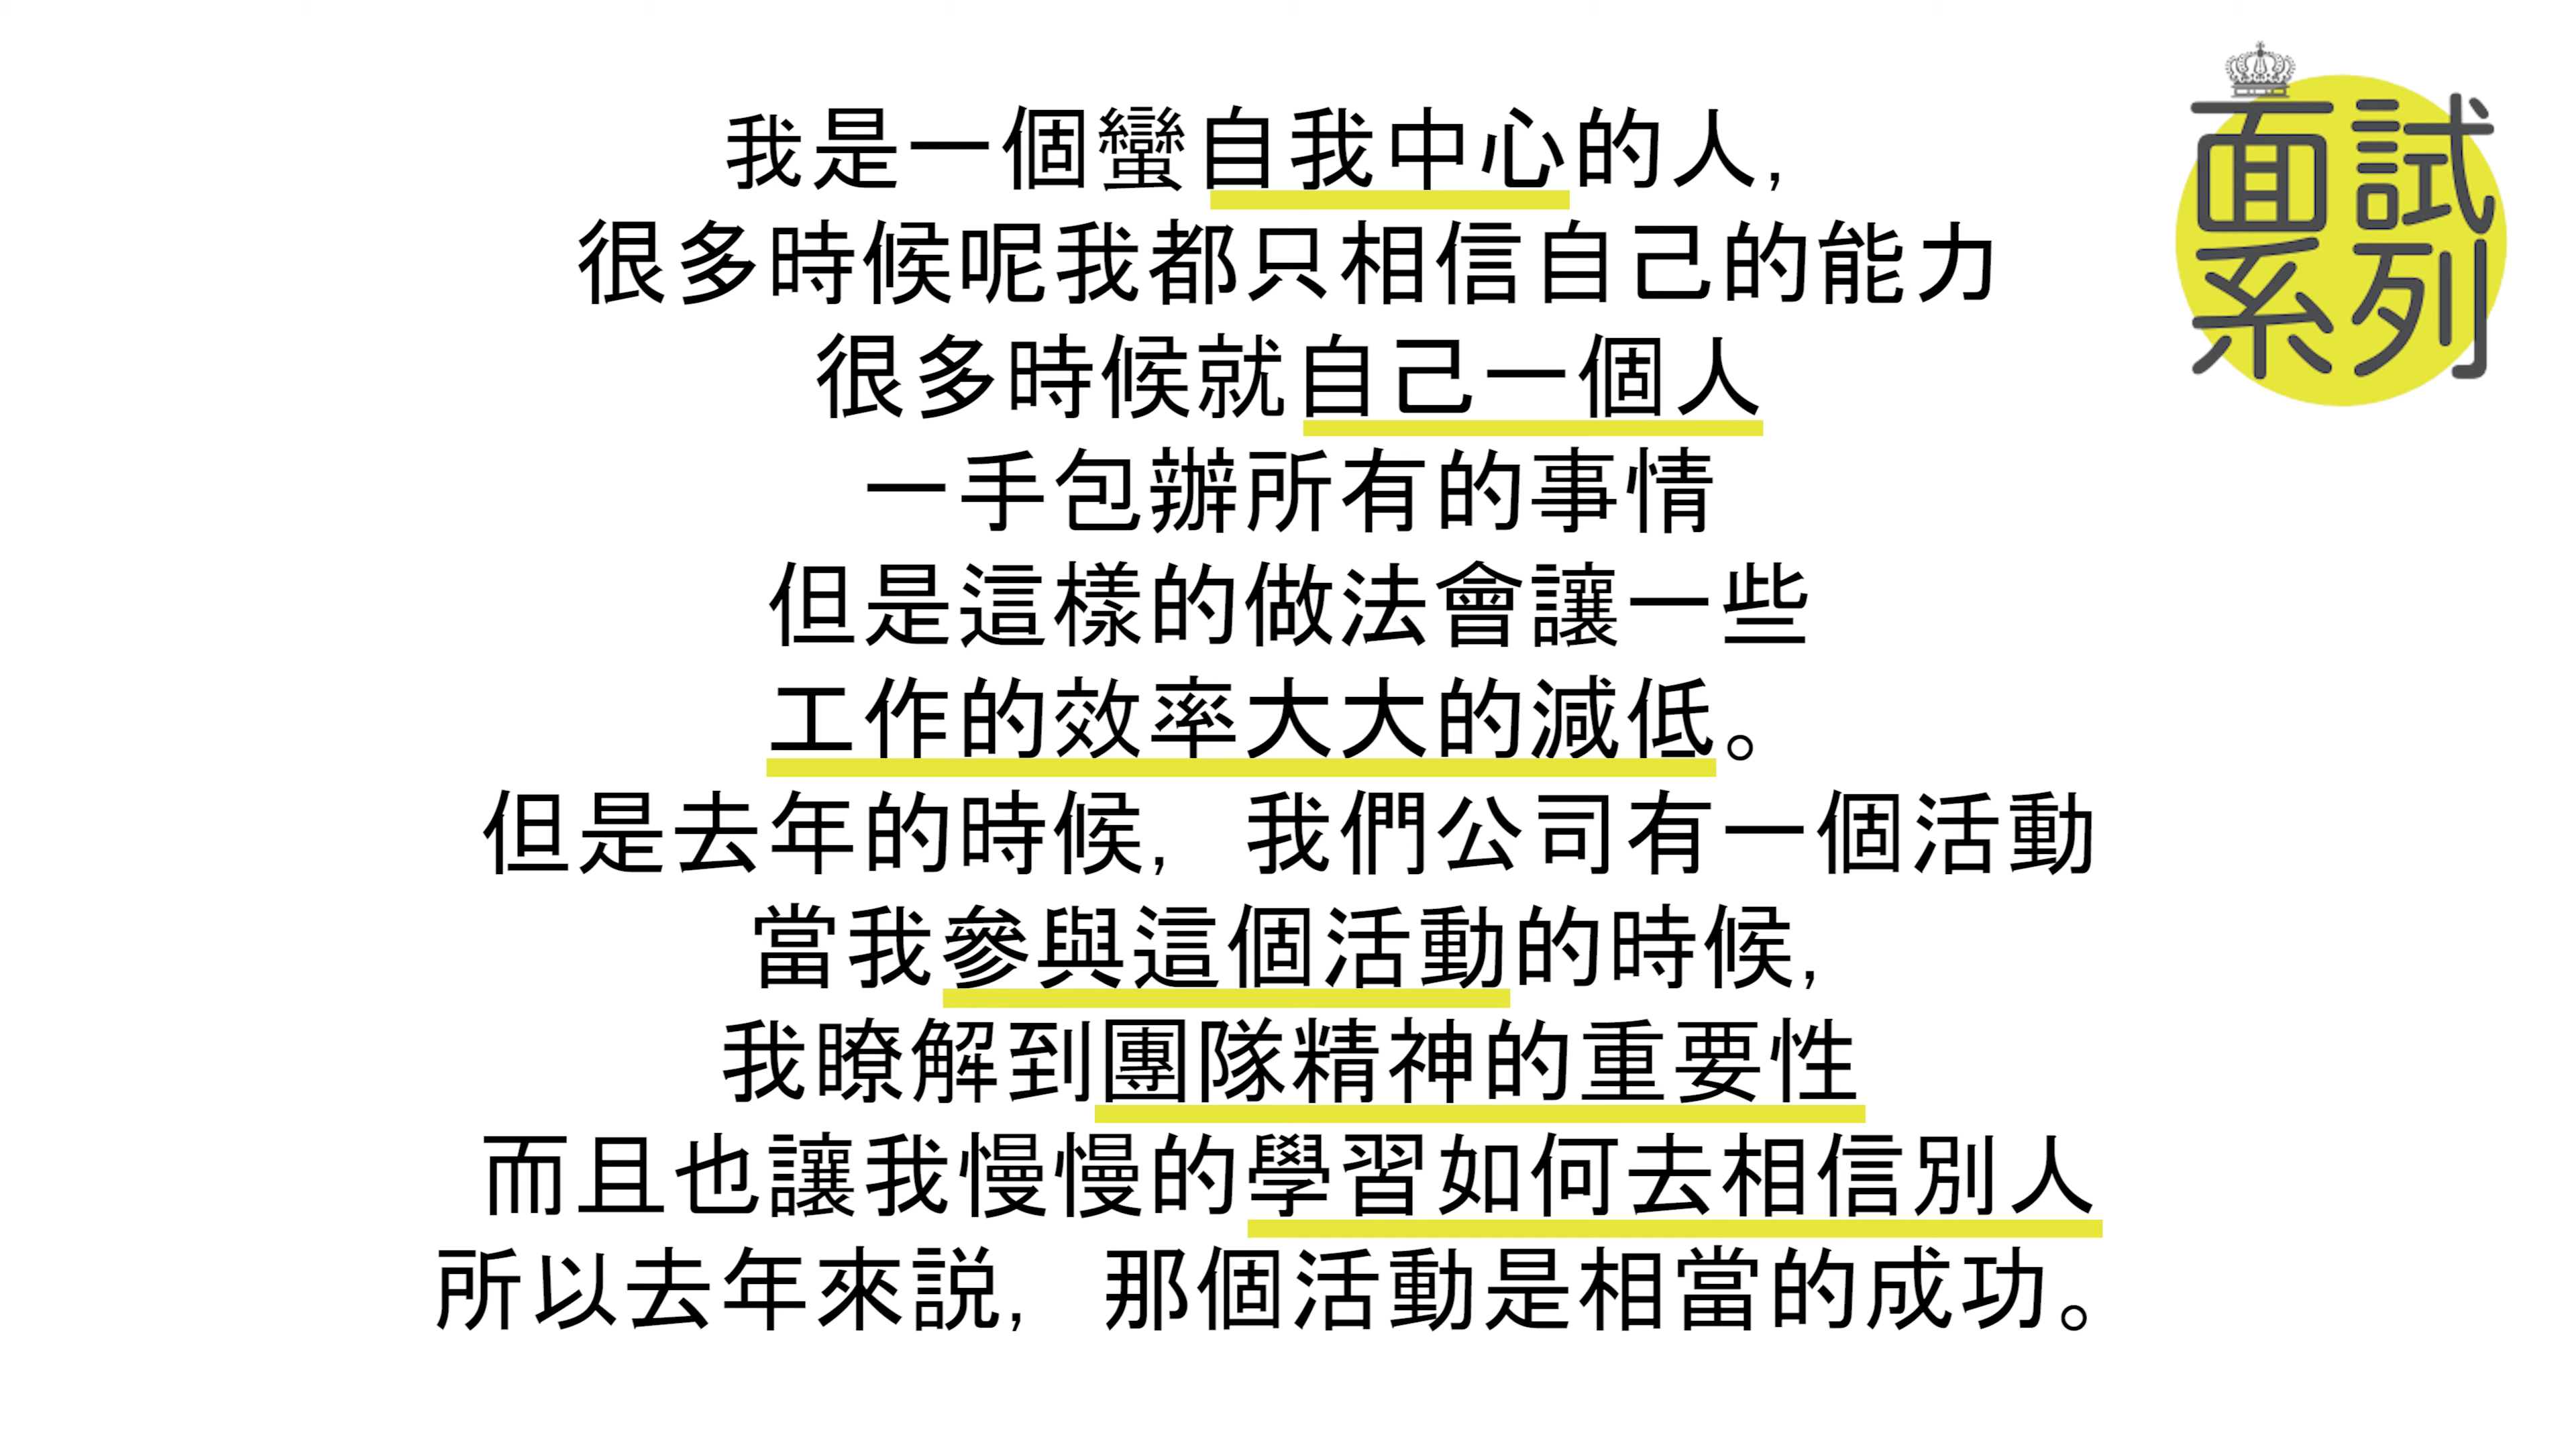 我是一個蠻自我中心的人,
很多時候呢我都只相信自己的能力
很多時候就自己一個人
一手包辦所有的事情
但是這樣的做法會讓一些
工作的效率大大的減低。
但是去年的時候, 我們公司有一個活動
當我參與這個活動的時候,
我瞭解到團隊精神的重要性
而且也讓我慢慢的學習如何去相信別人
所以去年來説, 那個活動是相當的成功。
面試
系列